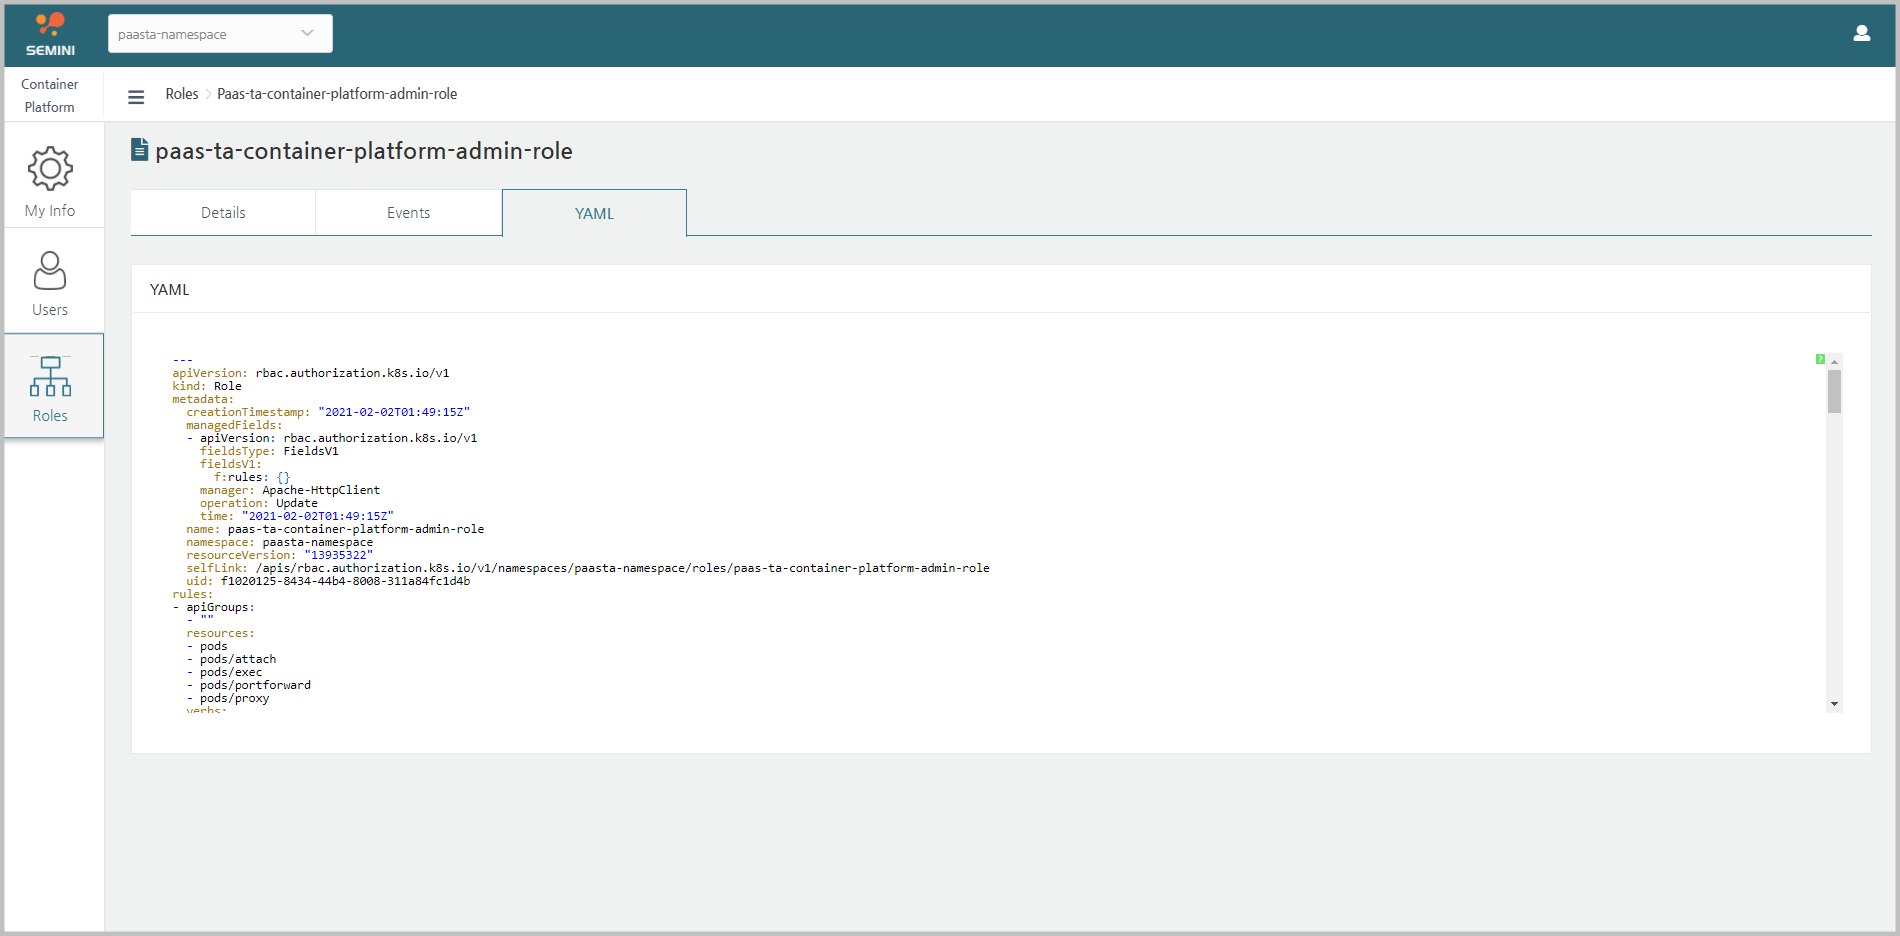 SEMINI
paasta-namespace
Container
Platform
Roles > Paas-ta-container-platform-admin-role
My Info
Users
Roles
paas-ta-container-platform-admin-role
Details
Events
YAML
YAML
---
apiVersion: rbac.authorization.k8s.io/v1
kind: Role
metadata:
  creationTimestamp: "2021-02-02T01:49:15Z"
  managedFields:
  - apiVersion: rbac.authorization.k8s.io/v1
    fieldsType: FieldsV1
    fieldsV1:
      f:rules: {}
    manager: Apache-HttpClient
    operation: Update
    time: "2021-02-02T01:49:15Z"
  name: paas-ta-container-platform-admin-role
  namespace: paasta-namespace
  resourceVersion: "13935322"
  selfLink: /apis/rbac.authorization.k8s.io/v1/namespaces/paasta-namespace/roles/paas-ta-container-platform-admin-role
  uid: f1020125-8434-44b4-8008-311a84fc1d4b
rules:
- apiGroups:
  - ""
  resources:
  - pods
  - pods/attach
  - pods/exec
  - pods/portforward
  - pods/proxy
  verbs:
?